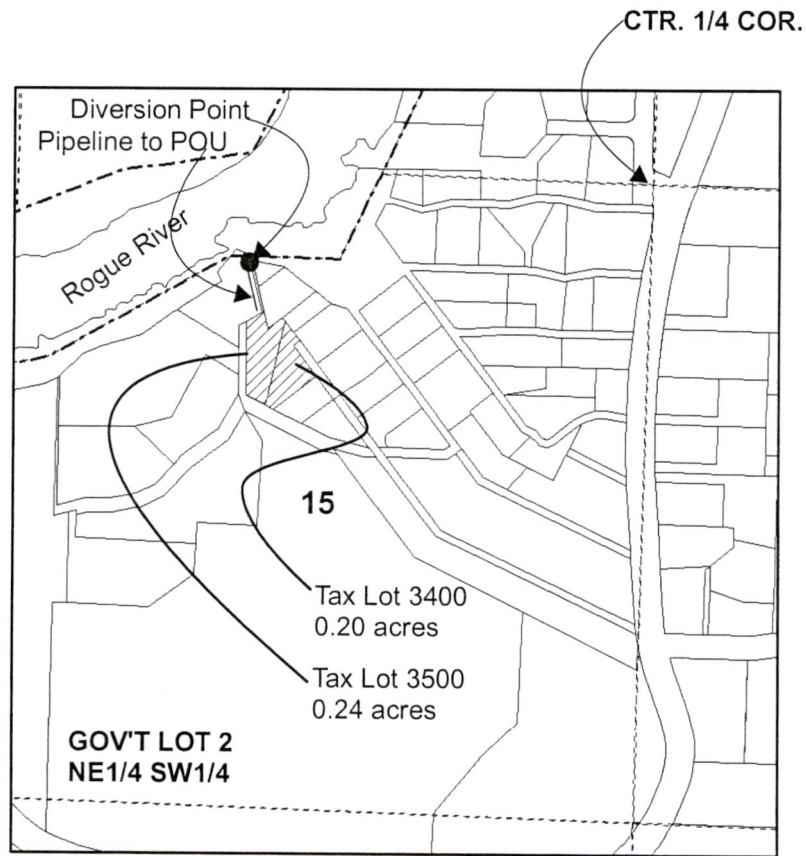 CTR. 1/4 COR.
Diversion Point
Pipeline to POU
Rogue River
15
Tax Lot 3400
0.20 acres
Tax Lot 3500
0.24 acres
GOV'T LOT 2
NE1/4 SW1/4